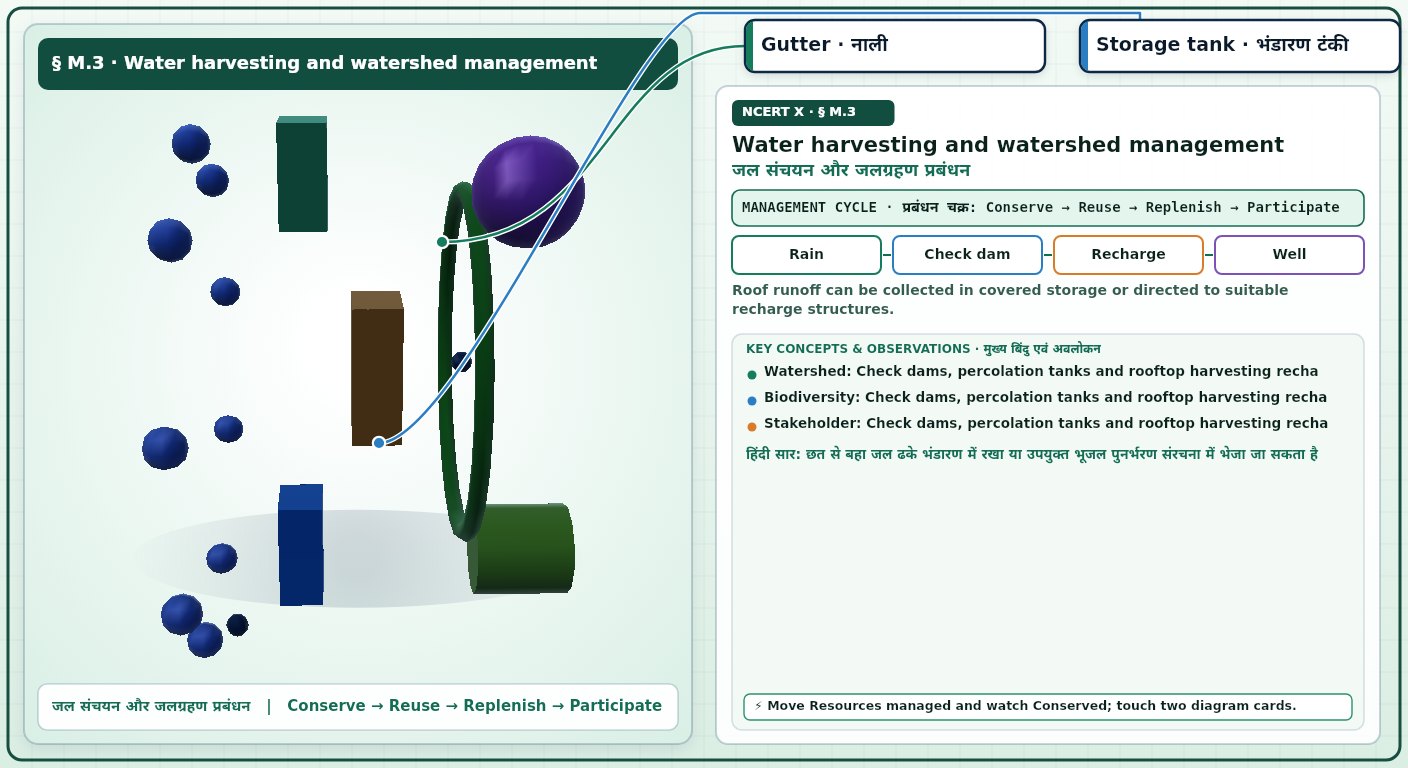 § M.3 · Water harvesting and watershed management
Gutter · नाली
Storage tank · भंडारण टंकी
NCERT X · § M.3
Water harvesting and watershed management
जल संचयन और जलग्रहण प्रबंधन
MANAGEMENT CYCLE · प्रबंधन चक्र: Conserve → Reuse → Replenish → Participate
Rain
Check dam
Recharge
Well
Roof runoff can be collected in covered storage or directed to suitable
recharge structures.
KEY CONCEPTS & OBSERVATIONS · मुख्य बिंदु एवं अवलोकन
Watershed: Check dams, percolation tanks and rooftop harvesting recha
Biodiversity: Check dams, percolation tanks and rooftop harvesting recha
Stakeholder: Check dams, percolation tanks and rooftop harvesting recha
हिंदी सार: छत से बहा जल ढके भंडारण में रखा या उपयुक्त भूजल पुनर्भरण संरचना में भेजा जा सकता है
⚡ Move Resources managed and watch Conserved; touch two diagram cards.
जल संचयन और जलग्रहण प्रबंधन | Conserve → Reuse → Replenish → Participate